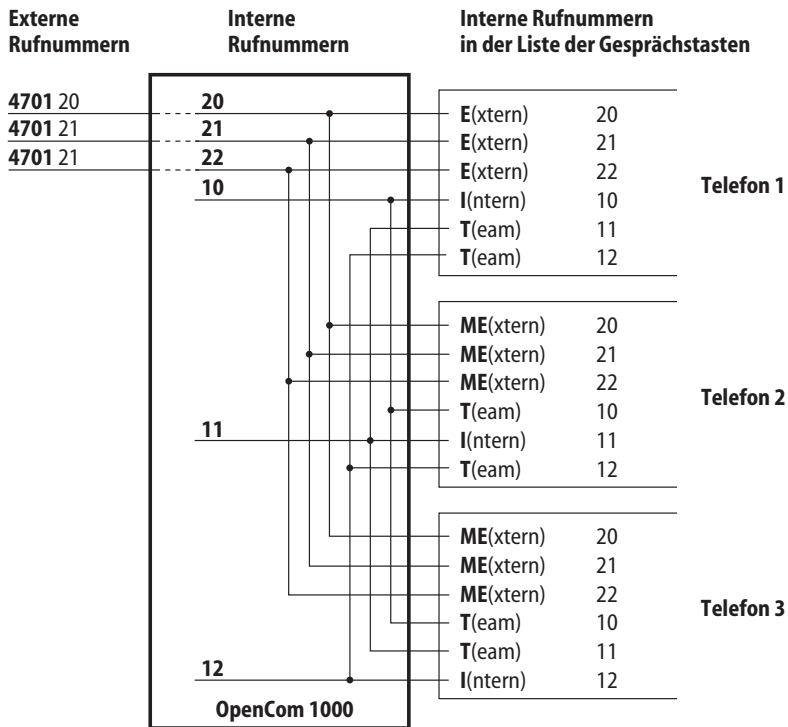 Externe Rufnummern
Interne Rufnummern
Interne Rufnummern in der Liste der Gesprächstasten
4701 20
20
4701 21
21
4701 21
22
10
E(xtern) 20
E(xtern) 21
E(xtern) 22
I(ntern) 10
T(eam) 11
T(eam) 12
Telefon 1
ME(xtern) 20
ME(xtern) 21
ME(xtern) 22
T(eam) 10
11
I(ntern) 11
T(eam) 12
Telefon 2
ME(xtern) 20
ME(xtern) 21
ME(xtern) 22
T(eam) 10
T(eam) 11
12
I(ntern) 12
Telefon 3
OpenCom 1000